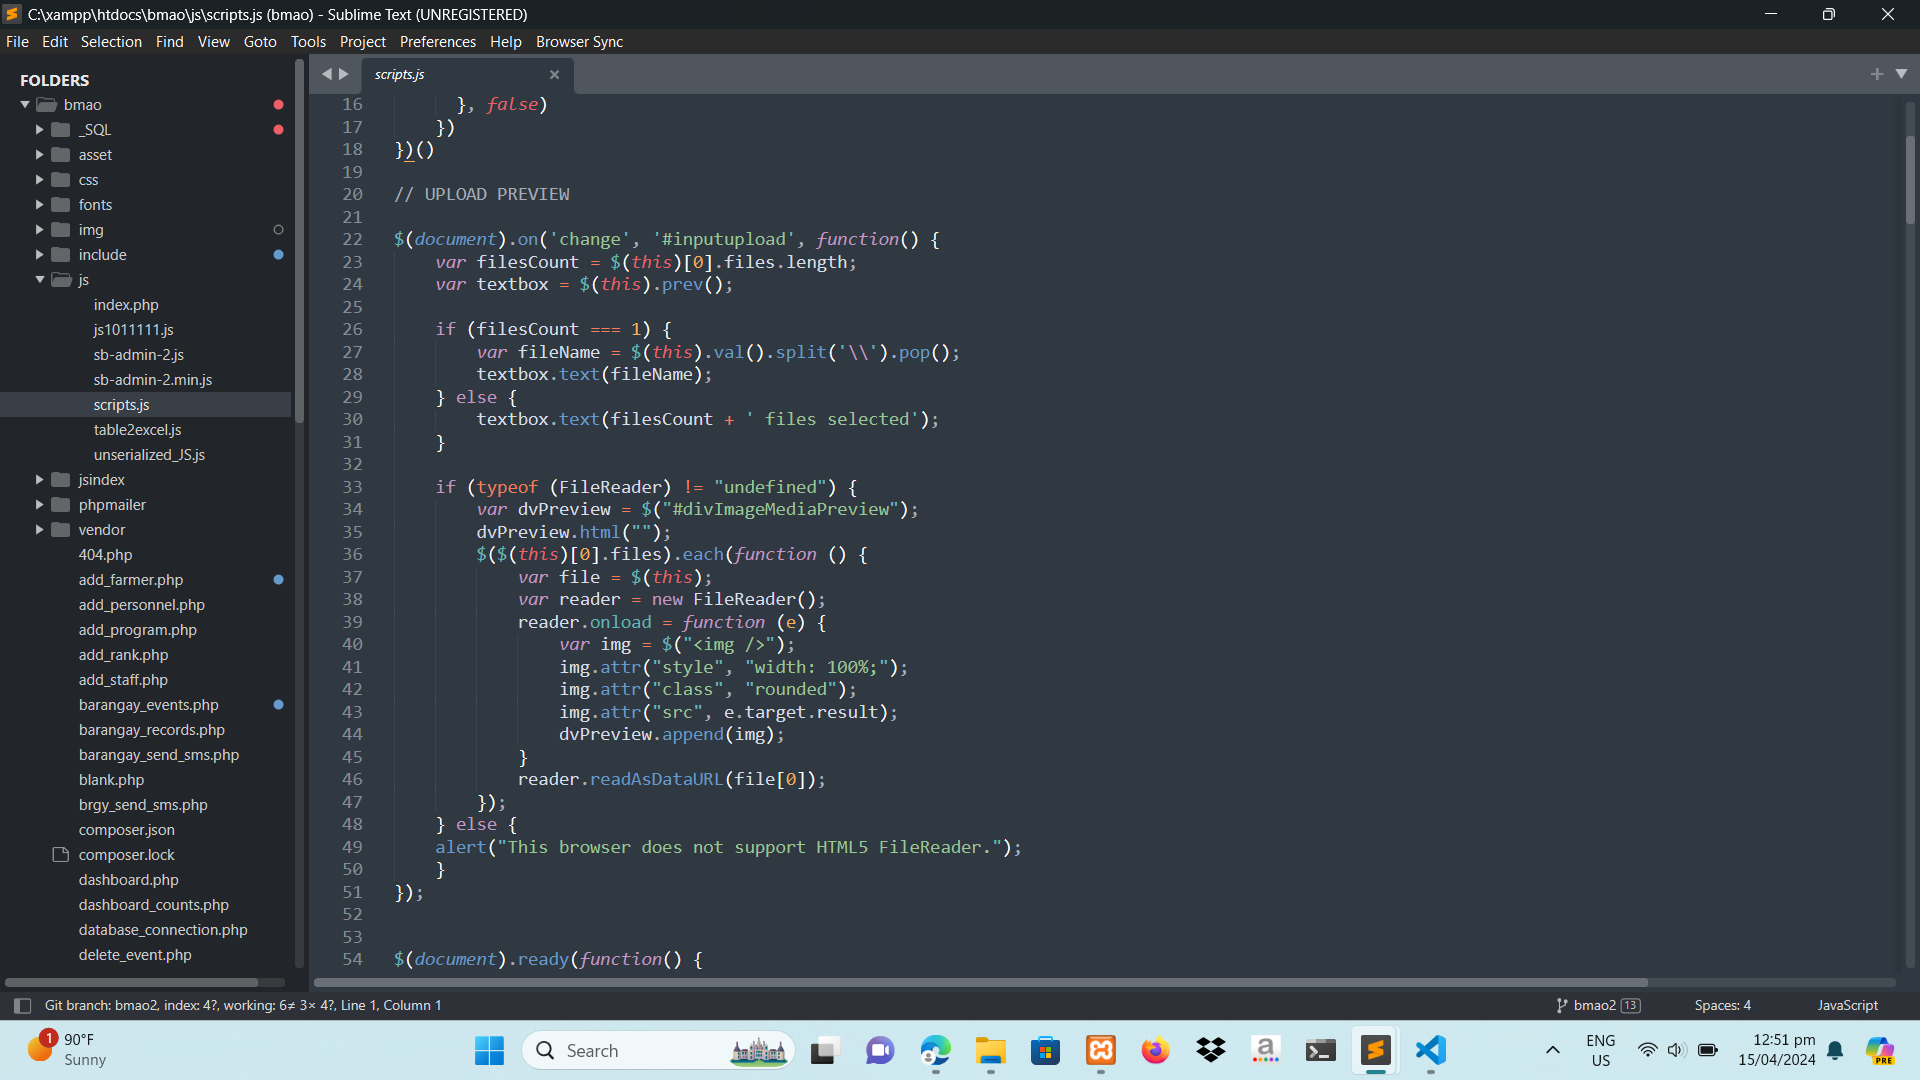 C:\xampp\htdocs\bmao\js\scripts.js (bmao) - Sublime Text (UNREGISTERED)
File Edit Selection Find View Goto Tools Project Preferences Help Browser Sync
FOLDERS
bmao
_SQL
asset
css
fonts
img
include
js
index.php
js1011111.js
sb-admin-2.js
sb-admin-2.min.js
scripts.js
table2excel.js
unserialized_JS.js
jsindex
phpmailer
vendor
404.php
add_farmer.php
add_personnel.php
add_program.php
add_rank.php
add_staff.php
barangay_events.php
barangay_records.php
barangay_send_sms.php
blank.php
brgy_send_sms.php
composer.json
composer.lock
dashboard.php
dashboard_counts.php
database_connection.php
delete_event.php
scripts.js
16 }, false)
17 })
18 })()
19
20 // UPLOAD PREVIEW
21
22 $(document).on('change', '#inputupload', function() {
23 var filesCount = $(this)[0].files.length;
24 var textbox = $(this).prev();
25
26 if (filesCount === 1) {
27 var fileName = $(this).val().split('\\').pop();
28 textbox.text(fileName);
29 } else {
30 textbox.text(filesCount + ' files selected');
31 }
32
33 if (typeof (FileReader) != "undefined") {
34 var dvPreview = $("#divImageMediaPreview");
35 dvPreview.html("");
36 $($(this)[0].files).each(function () {
37 var file = $(this);
38 var reader = new FileReader();
39 reader.onload = function (e) {
40 var img = $("<img />");
41 img.attr("style", "width: 100%;");
42 img.attr("class", "rounded");
43 img.attr("src", e.target.result);
44 dvPreview.append(img);
45 }
46 reader.readAsDataURL(file[0]);
47 });
48 } else {
49 alert("This browser does not support HTML5 FileReader.");
50 }
51 });
52
53
54 $(document).ready(function() {
Git branch: bmao2, index: 4?, working: 6≠ 3× 4?, Line 1, Column 1
bmao2 13
Spaces: 4
JavaScript
1
90°F
Sunny
Search
a
PRE
ENG
US
12:51 pm
15/04/2024